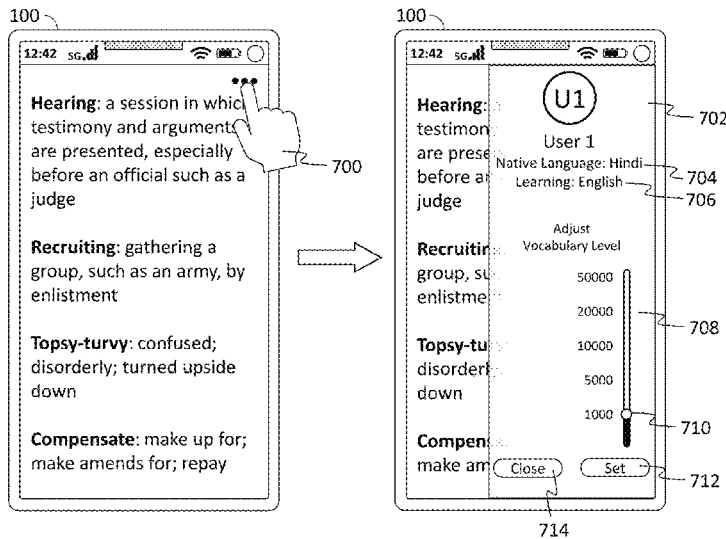 100
12:42 5G
•••
Hearing: a session in which
testimony and arguments
are presented, especially
before an official such as a
judge
Recruiting: gathering a
group, such as an army, by
enlistment
Topsy-turvy: confused;
disorderly; turned upside
down
Compensate: make up for;
make amends for; repay
700
100
12:42 5G
Hearing:
testimon
are prese
before an
judge
Recruitin
group, su
enlistme
Topsy-tu
disorderl
down
Compens
make am
U1
User 1
Native Language: Hindi
Learning: English
Adjust
Vocabulary Level
50000
20000
10000
5000
1000
Close
Set
702
704
706
708
710
712
714